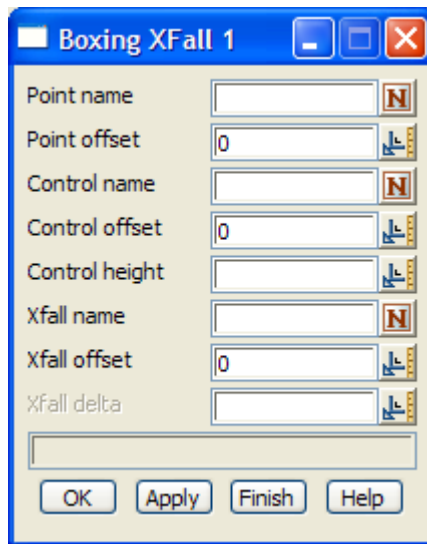 Boxing XFall 1
Point name N
Point offset 0
Control name N
Control offset 0
Control height
Xfall name N
Xfall offset 0
Xfall delta
OK Apply Finish Help